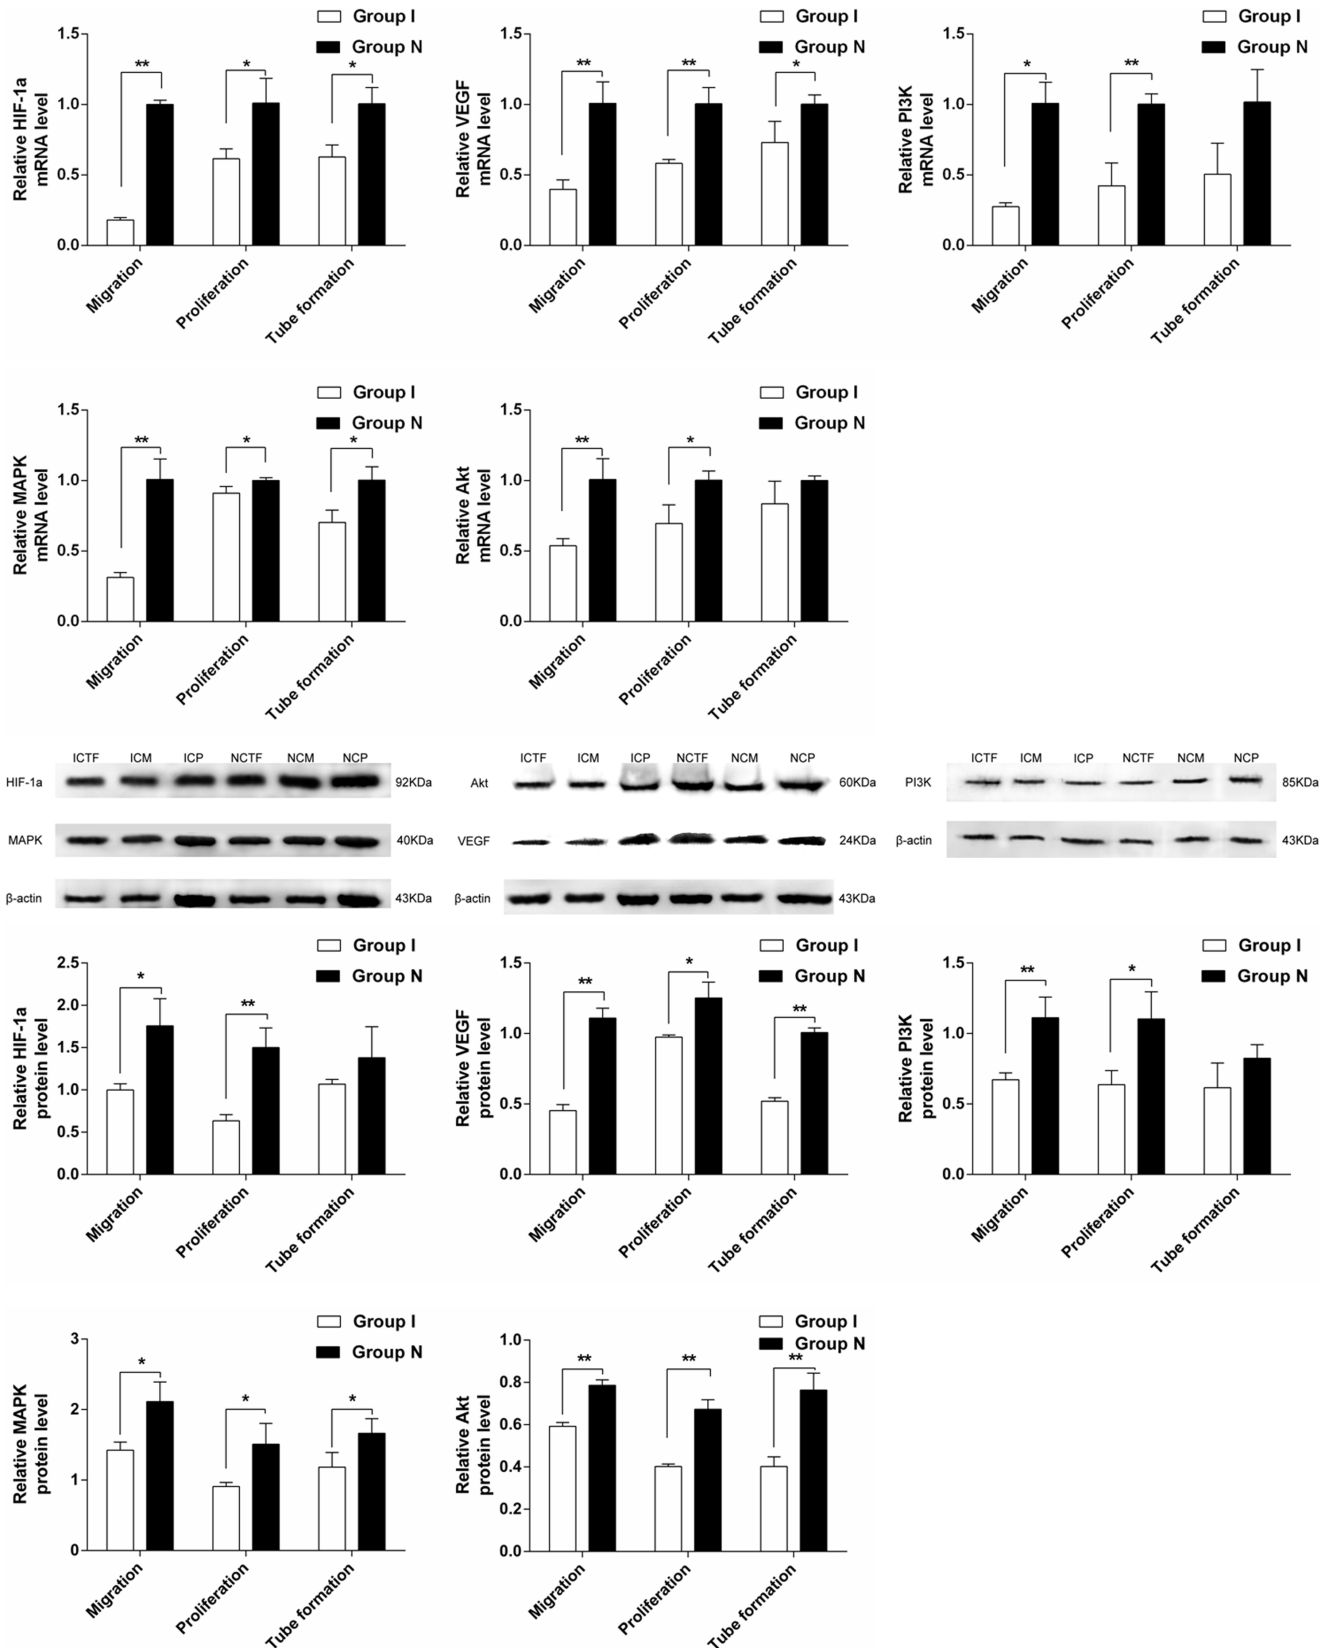 Group I
Group N
Relative HIF-1a
mRNA level
1.5
1.0
0.5
0.0
**
*
*
Migration
Proliferation
Tube formation
Group I
Group N
Relative VEGF
mRNA level
1.5
1.0
0.5
0.0
**
**
*
Migration
Proliferation
Tube formation
Group I
Group N
Relative PI3K
mRNA level
1.5
1.0
0.5
0.0
*
**
Migration
Proliferation
Tube formation
Group I
Group N
Relative MAPK
mRNA level
1.5
1.0
0.5
0.0
**
*
*
Migration
Proliferation
Tube formation
Group I
Group N
Relative Akt
mRNA level
1.5
1.0
0.5
0.0
**
*
Migration
Proliferation
Tube formation
ICTF ICM ICP NCTF NCM NCP
HIF-1a 92KDa
MAPK 40KDa
β-actin 43KDa
ICTF ICM ICP NCTF NCM NCP
Akt 60KDa
VEGF 24KDa
β-actin 43KDa
ICTF ICM ICP NCTF NCM NCP
PI3K 85KDa
β-actin 43KDa
Group I
Group N
Relative HIF-1a
protein level
2.5
2.0
1.5
1.0
0.5
0.0
*
**
Migration
Proliferation
Tube formation
Group I
Group N
Relative VEGF
protein level
1.5
1.0
0.5
0.0
**
*
**
Migration
Proliferation
Tube formation
Group I
Group N
Relative PI3K
protein level
1.5
1.0
0.5
0.0
**
*
Migration
Proliferation
Tube formation
Group I
Group N
Relative MAPK
protein level
3
2
1
0
*
*
*
Migration
Proliferation
Tube formation
Group I
Group N
Relative Akt
protein level
1.0
0.8
0.6
0.4
0.2
0.0
**
**
**
Migration
Proliferation
Tube formation